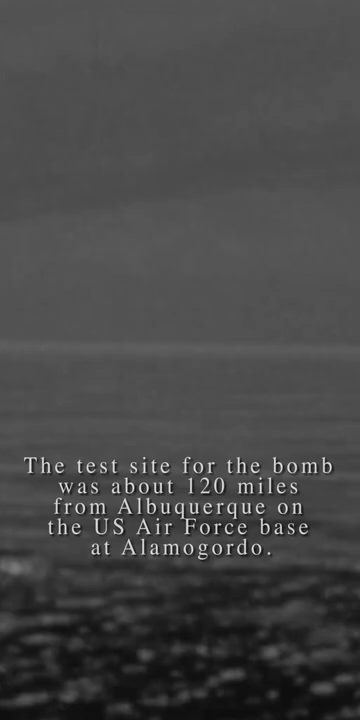 The test site for the bomb
was about 120 miles
from Albuquerque on
the US Air Force base
at Alamogordo.